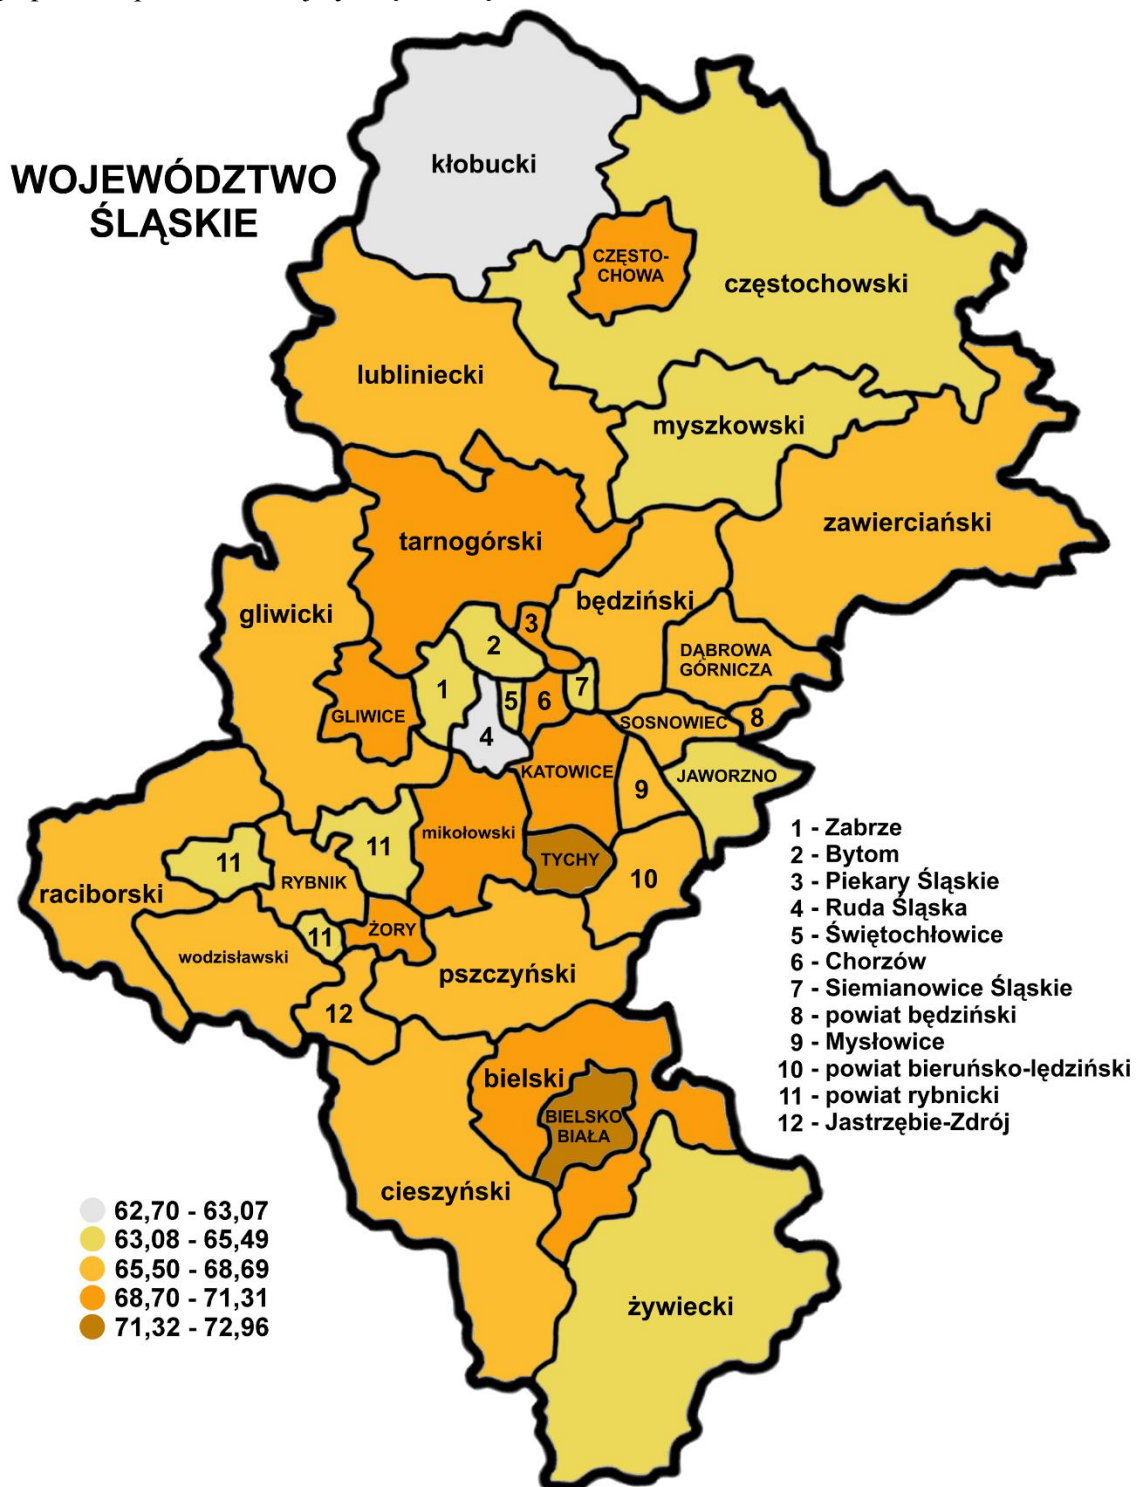 WOJEWÓDZTWO
ŚLĄSKIE
kłobucki
CZĘSTO-
CHOWA
częstochowski
lubliniecki
myszkowski
zawierciański
tarnogórski
będziński
gliwicki
3
2
DĄBROWA
GÓRNICZA
1
7
5
6
GLIWICE
4
SOSNOWIEC
8
KATOWICE
9
JAWORZNO
mikołowski
11
11
TYCHY
10
RYBNIK
raciborski
11
ŻORY
wodzisławski
pszczyński
12
bielski
BIELSKO
BIAŁA
cieszyński
żywiecki
1 - Zabrze
2 - Bytom
3 - Piekary Śląskie
4 - Ruda Śląska
5 - Świętochłowice
6 - Chorzów
7 - Siemianowice Śląskie
8 - powiat będziński
9 - Mysłowice
10 - powiat bieruńsko-lędziński
11 - powiat rybnicki
12 - Jastrzębie-Zdrój
62,70 - 63,07
63,08 - 65,49
65,50 - 68,69
68,70 - 71,31
71,32 - 72,96